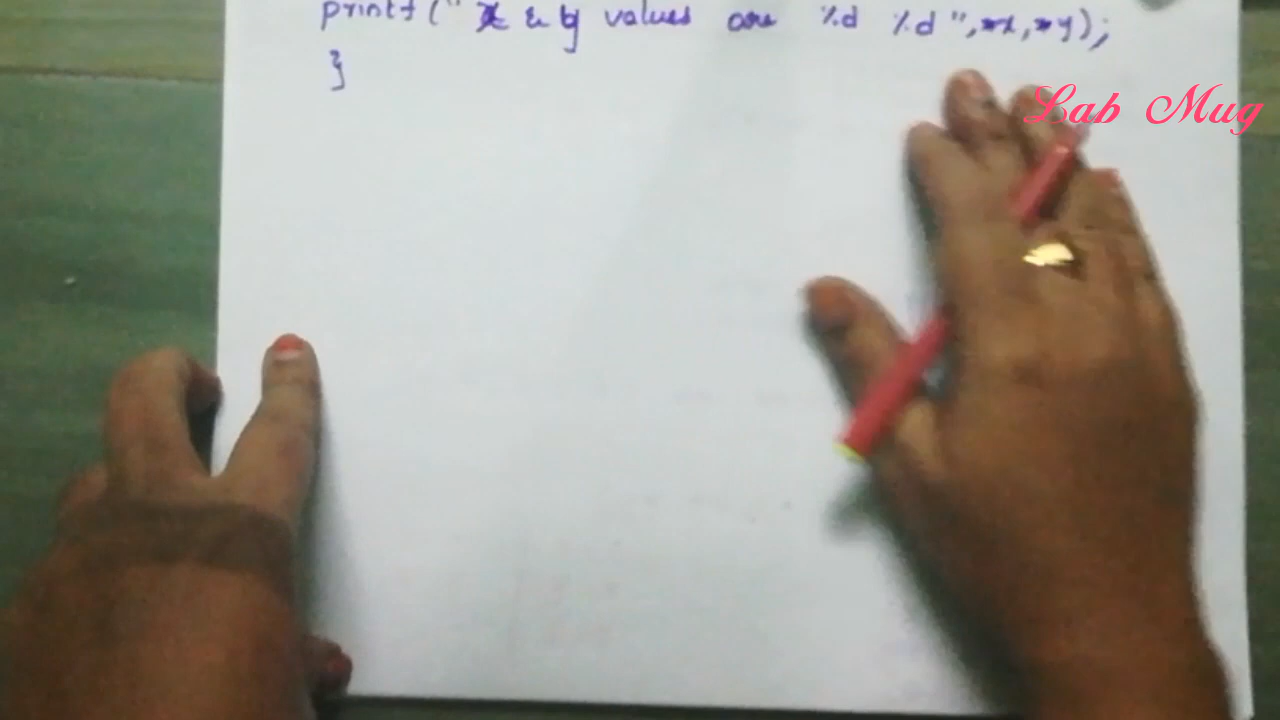 printf (" x & y values are %d %d ", *x, *y);
}
Lab Mug